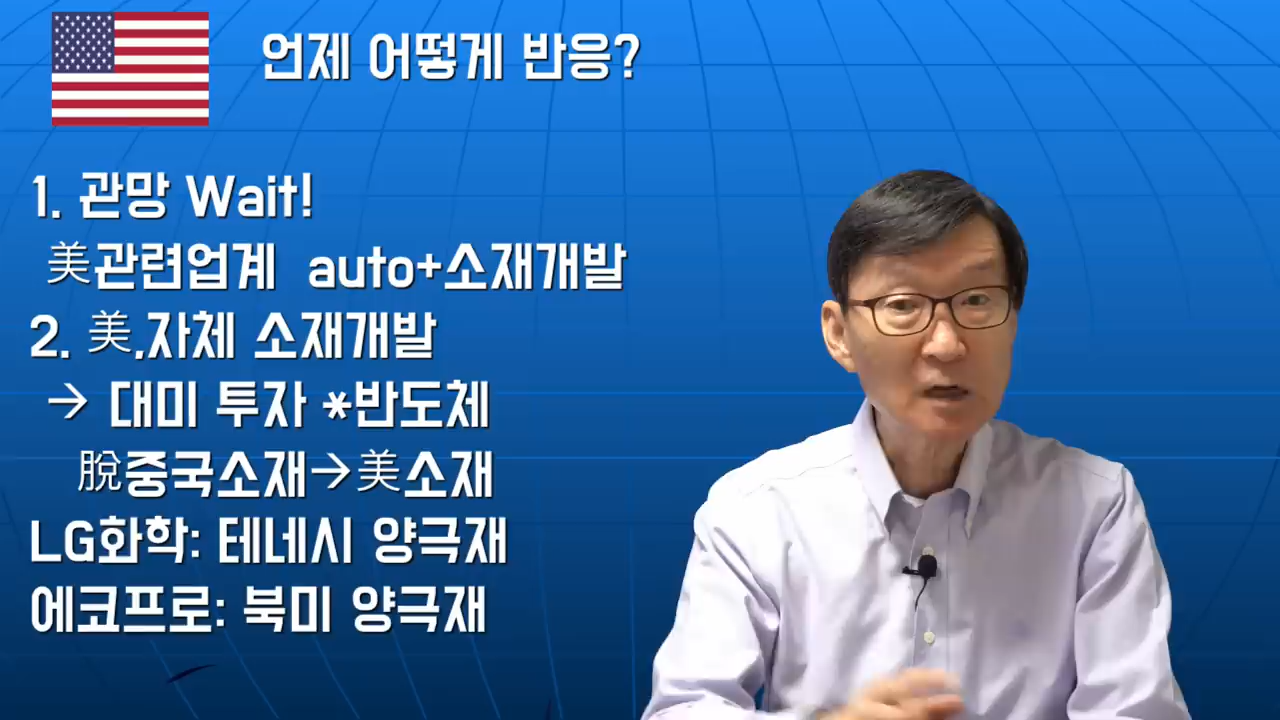 언제 어떻게 반응?
1. 관망 Wait!
美관련업계 auto+소재개발
2. 美.자체 소재개발
→ 대미 투자 *반도체
脫중국소재→美소재
LG화학: 테네시 양극재
에코프로: 북미 양극재